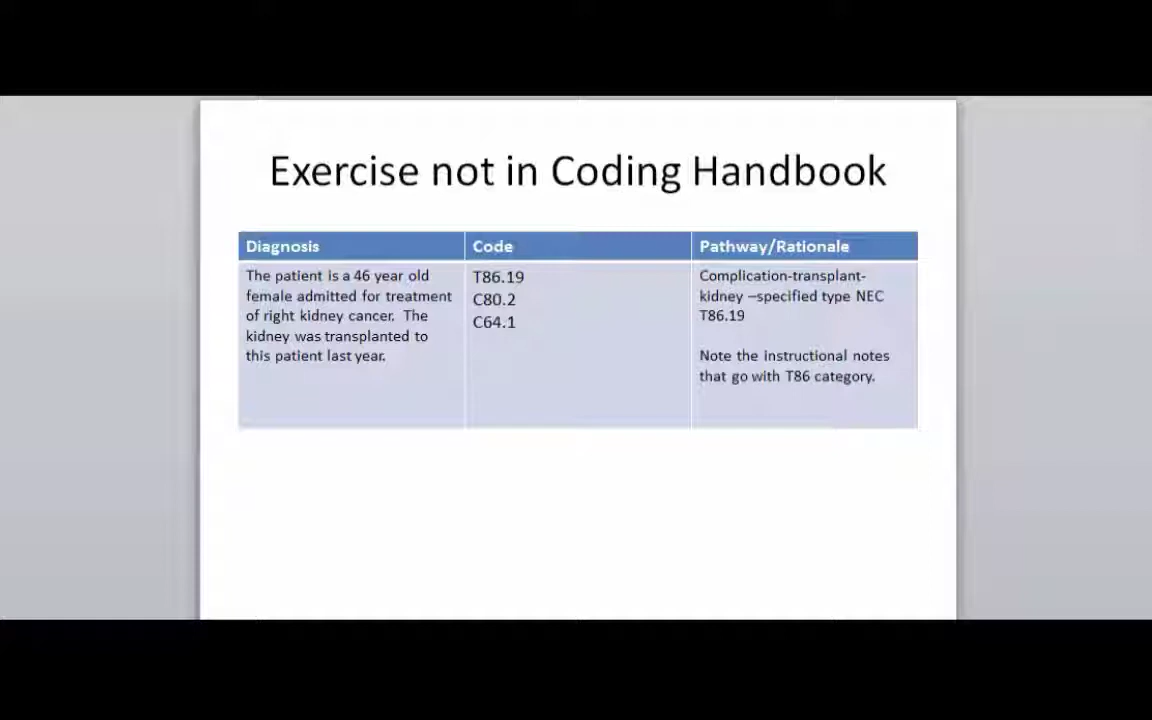 Exercise not in Coding Handbook
Diagnosis
Code
Pathway/Rationale
The patient is a 46 year old
female admitted for treatment
of right kidney cancer. The
kidney was transplanted to
this patient last year.
T86.19
C80.2
C64.1
Complication-transplant-
kidney –specified type NEC
T86.19
Note the instructional notes
that go with T86 category.